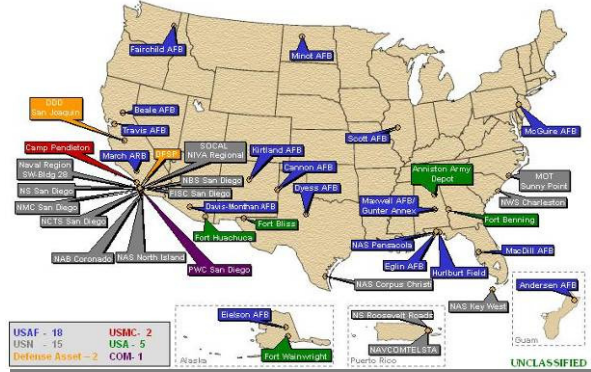 Fairchild AFB
Minot AFB
DDD
San Joaquin
Beale AFB
Travis AFB
Scott AFB
McGuire AFB
Camp Pendleton
March ARB
DFSP
SOCAL
NIVA Regional
Kirtland AFB
Cannon AFB
Anniston Army
Depot
MOT
Sunny Point
Naval Region
SW-Bldg 28
NBS San Diego
Dyess AFB
NS San Diego
FISC San Diego
Maxwell AFB/
Gunter Annex
NWS Charleston
NMC San Diego
Davis-Monthan AFB
Fort Bliss
Fort Benning
NCTS San Diego
Fort Huachuca
NAS Pensacola
MacDill AFB
NAB Coronado
NAS North Island
PWC San Diego
Eglin AFB
Hurlburt Field
NAS Corpus Christi
Andersen AFB
NAS Key West
Eielson AFB
NS Roosevelt Roads
USAF - 18
USMC- 2
USN - 15
USA - 5
Defense Asset - 2
COM- 1
Fort Wainwright
NAVCOMTELSTA
Guam
Alaska
Puerto Rico
UNCLASSIFIED